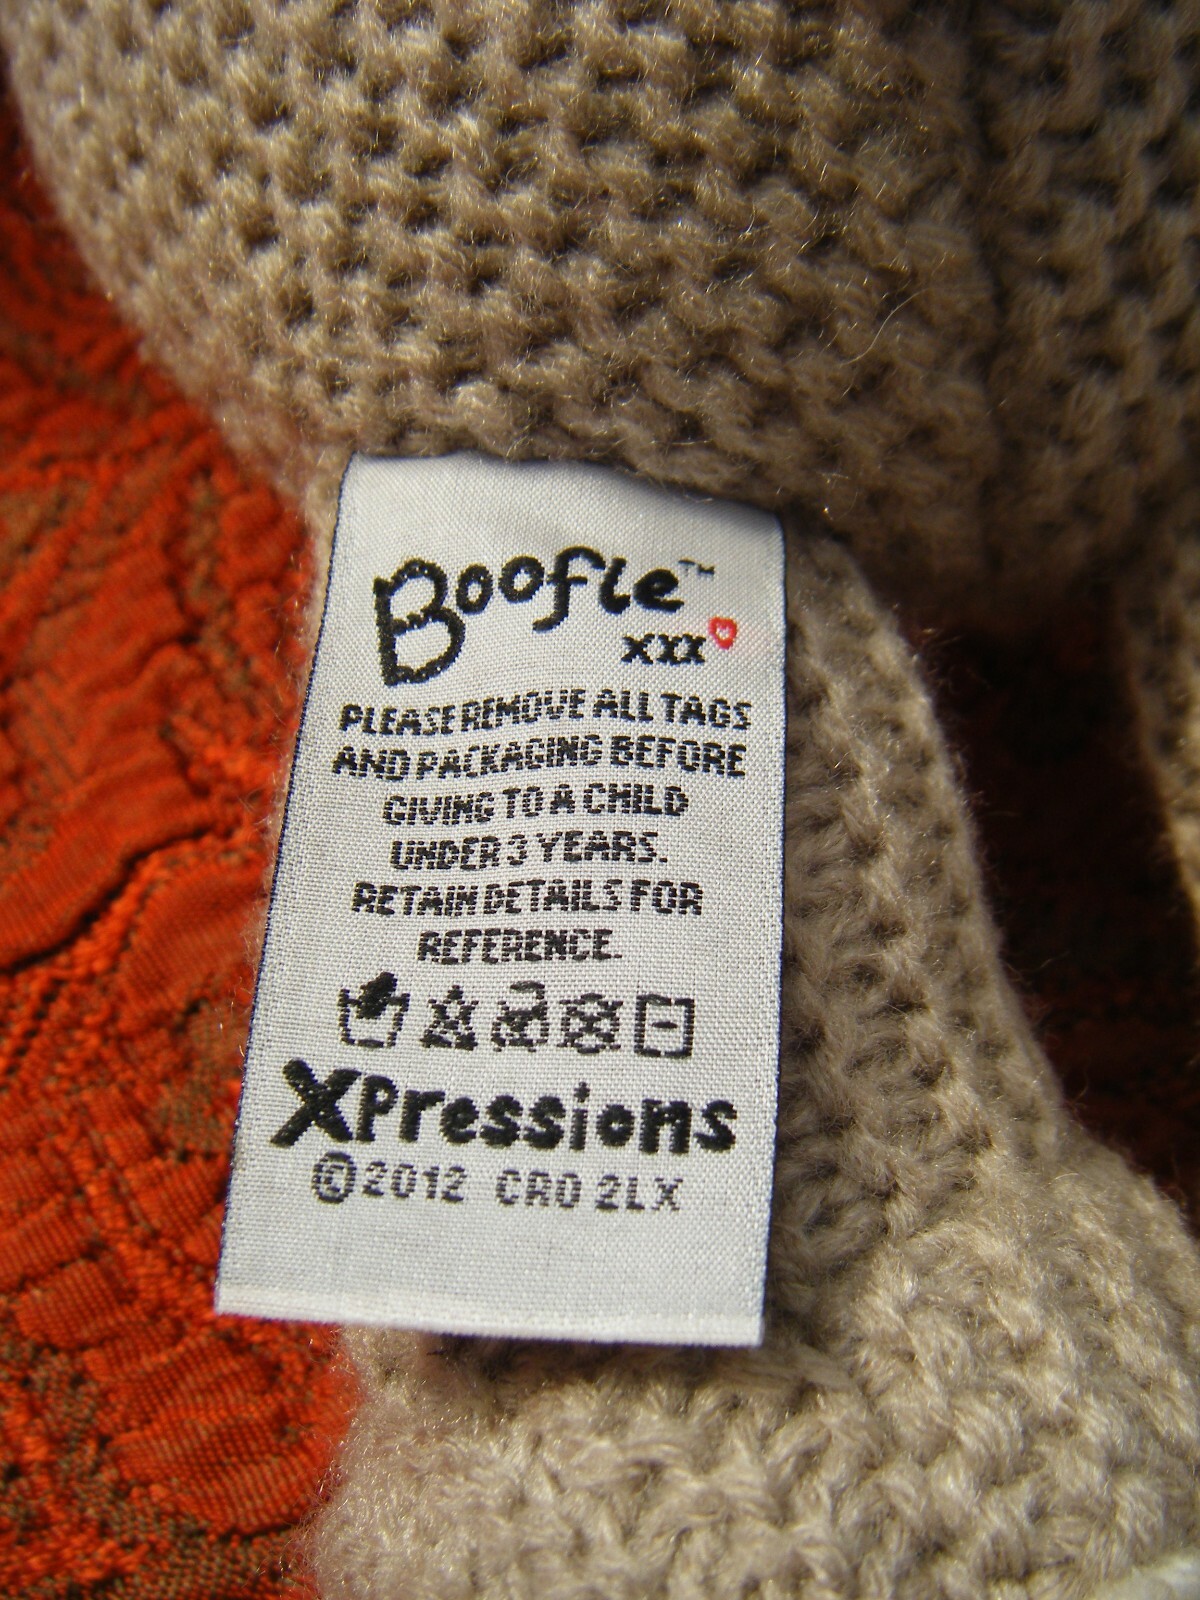 Boofle™
xxx
PLEASE REMOVE ALL TAGS
AND PACKAGING BEFORE
GIVING TO A CHILD
UNDER 3 YEARS.
RETAIN DETAILS FOR
REFERENCE.
XPressions
©2012 CR0 2LX